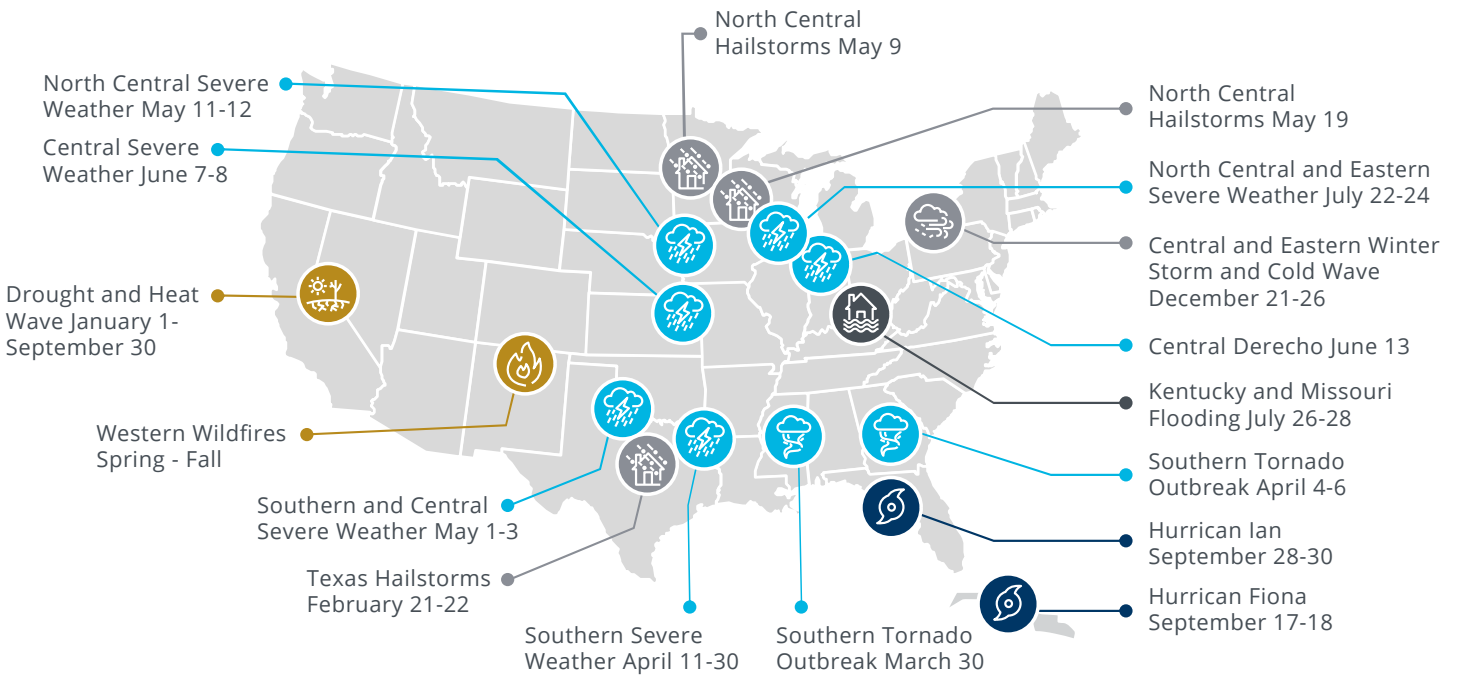 North Central
Hailstorms May 9
North Central Severe
Weather May 11-12
Central Severe
Weather June 7-8
Drought and Heat
Wave January 1-
September 30
Western Wildfires
Spring - Fall
Southern and Central
Severe Weather May 1-3
Texas Hailstorms
February 21-22
Southern Severe
Weather April 11-30
Southern Tornado
Outbreak March 30
North Central
Hailstorms May 19
North Central and Eastern
Severe Weather July 22-24
Central and Eastern Winter
Storm and Cold Wave
December 21-26
Central Derecho June 13
Kentucky and Missouri
Flooding July 26-28
Southern Tornado
Outbreak April 4-6
Hurrican Ian
September 28-30
Hurrican Fiona
September 17-18